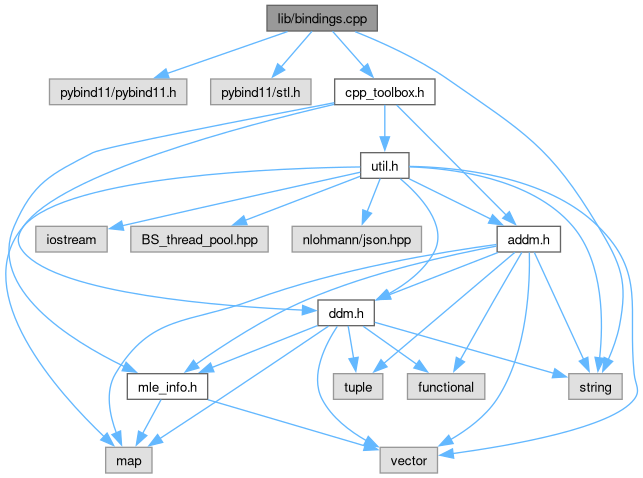 lib/bindings.cpp
pybind11/pybind11.h
pybind11/stl.h
cpp_toolbox.h
util.h
iostream
BS_thread_pool.hpp
nlohmann/json.hpp
addm.h
ddm.h
mle_info.h
tuple
functional
string
map
vector